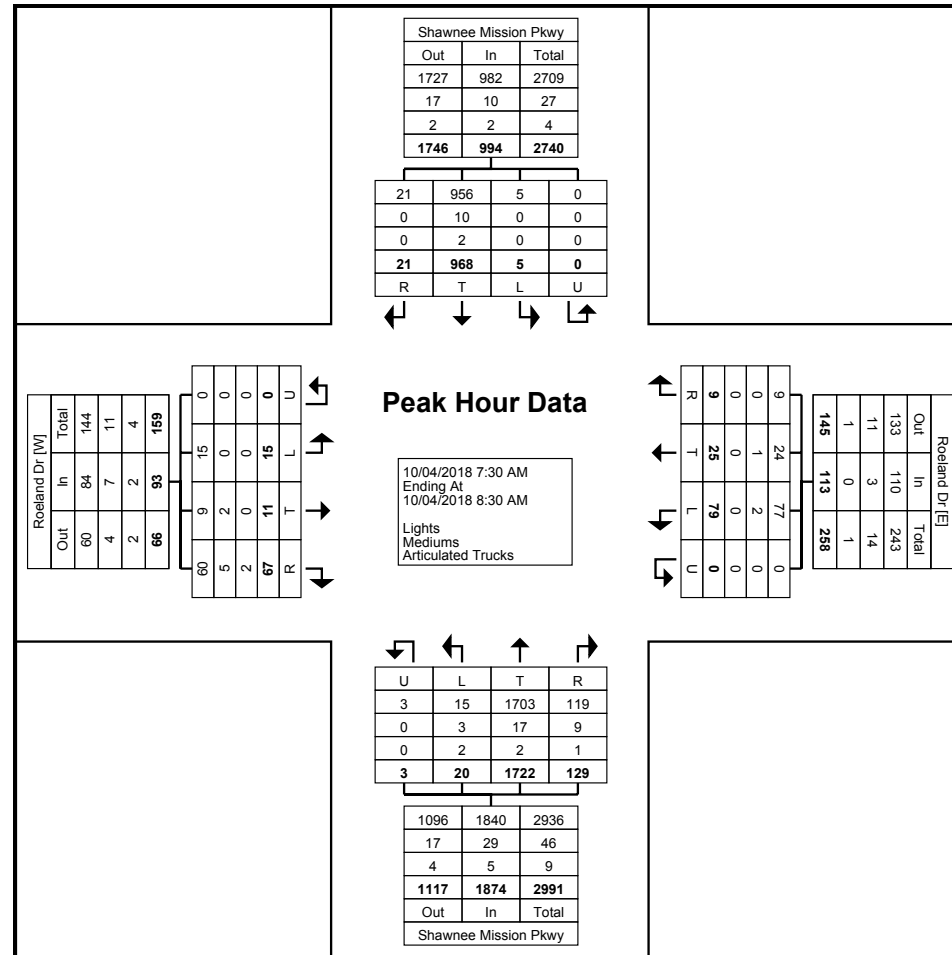 Shawnee Mission Pkwy
Out In Total
1727 982 2709
17 10 27
2 2 4
1746 994 2740
21 956 5 0
0 10 0 0
0 2 0 0
21 968 5 0
R T L U
Peak Hour Data
10/04/2018 7:30 AM
Ending At
10/04/2018 8:30 AM
Lights
Mediums
Articulated Trucks
Roeland Dr [W]
Out In Total
60 84 144
4 7 11
2 2 4
66 93 159
60 9 15 0
5 2 0 0
2 0 0 0
67 11 15 0
R T L U
Roeland Dr [E]
Out In Total
133 110 243
11 3 14
1 0 1
145 113 258
9 24 77 0
0 1 2 0
0 0 0 0
9 25 79 0
R T L U
U L T R
3 15 1703 119
0 3 17 9
0 2 2 1
3 20 1722 129
1096 1840 2936
17 29 46
4 5 9
1117 1874 2991
Out In Total
Shawnee Mission Pkwy